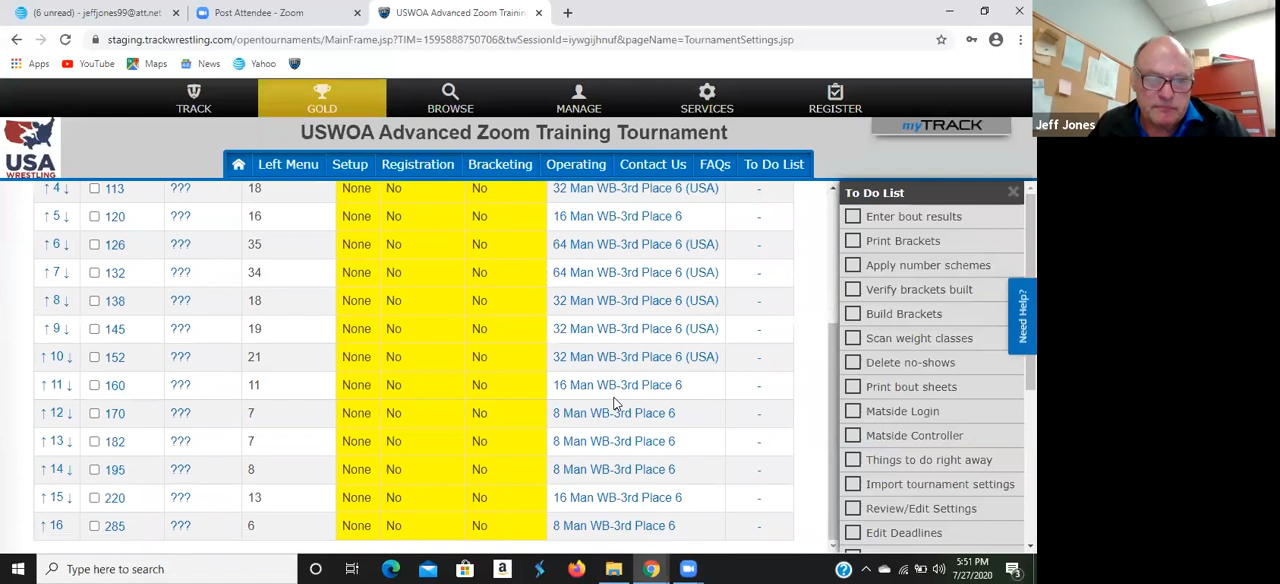 (6 unread) - jeffjones99@att.net
Post Attendee - Zoom
USWOA Advanced Zoom Trainin
staging.trackwrestling.com/opentournaments/MainFrame.jsp?TIM=1595888750706&twSessionId=iywgijhnuf&pageName=TournamentSettings.jsp
Apps YouTube Maps News Yahoo
TRACK GOLD BROWSE MANAGE SERVICES REGISTER
USA WRESTLING
USWOA Advanced Zoom Training Tournament
myTRACK
Left Menu Setup Registration Bracketing Operating Contact Us FAQs To Do List
↑ 4 ↓ 113 ??? 18 None No No 32 Man WB-3rd Place 6 (USA) -
↑ 5 ↓ 120 ??? 16 None No No 16 Man WB-3rd Place 6 -
↑ 6 ↓ 126 ??? 35 None No No 64 Man WB-3rd Place 6 (USA) -
↑ 7 ↓ 132 ??? 34 None No No 64 Man WB-3rd Place 6 (USA) -
↑ 8 ↓ 138 ??? 18 None No No 32 Man WB-3rd Place 6 (USA) -
↑ 9 ↓ 145 ??? 19 None No No 32 Man WB-3rd Place 6 (USA) -
↑ 10 ↓ 152 ??? 21 None No No 32 Man WB-3rd Place 6 (USA) -
↑ 11 ↓ 160 ??? 11 None No No 16 Man WB-3rd Place 6 -
↑ 12 ↓ 170 ??? 7 None No No 8 Man WB-3rd Place 6 -
↑ 13 ↓ 182 ??? 7 None No No 8 Man WB-3rd Place 6 -
↑ 14 ↓ 195 ??? 8 None No No 8 Man WB-3rd Place 6 -
↑ 15 ↓ 220 ??? 13 None No No 16 Man WB-3rd Place 6 -
↑ 16 285 ??? 6 None No No 8 Man WB-3rd Place 6 -
To Do List
Enter bout results
Print Brackets
Apply number schemes
Verify brackets built
Build Brackets
Scan weight classes
Delete no-shows
Print bout sheets
Matside Login
Matside Controller
Things to do right away
Import tournament settings
Review/Edit Settings
Edit Deadlines
Need Help?
Jeff Jones
Type here to search
5:51 PM
7/27/2020
3